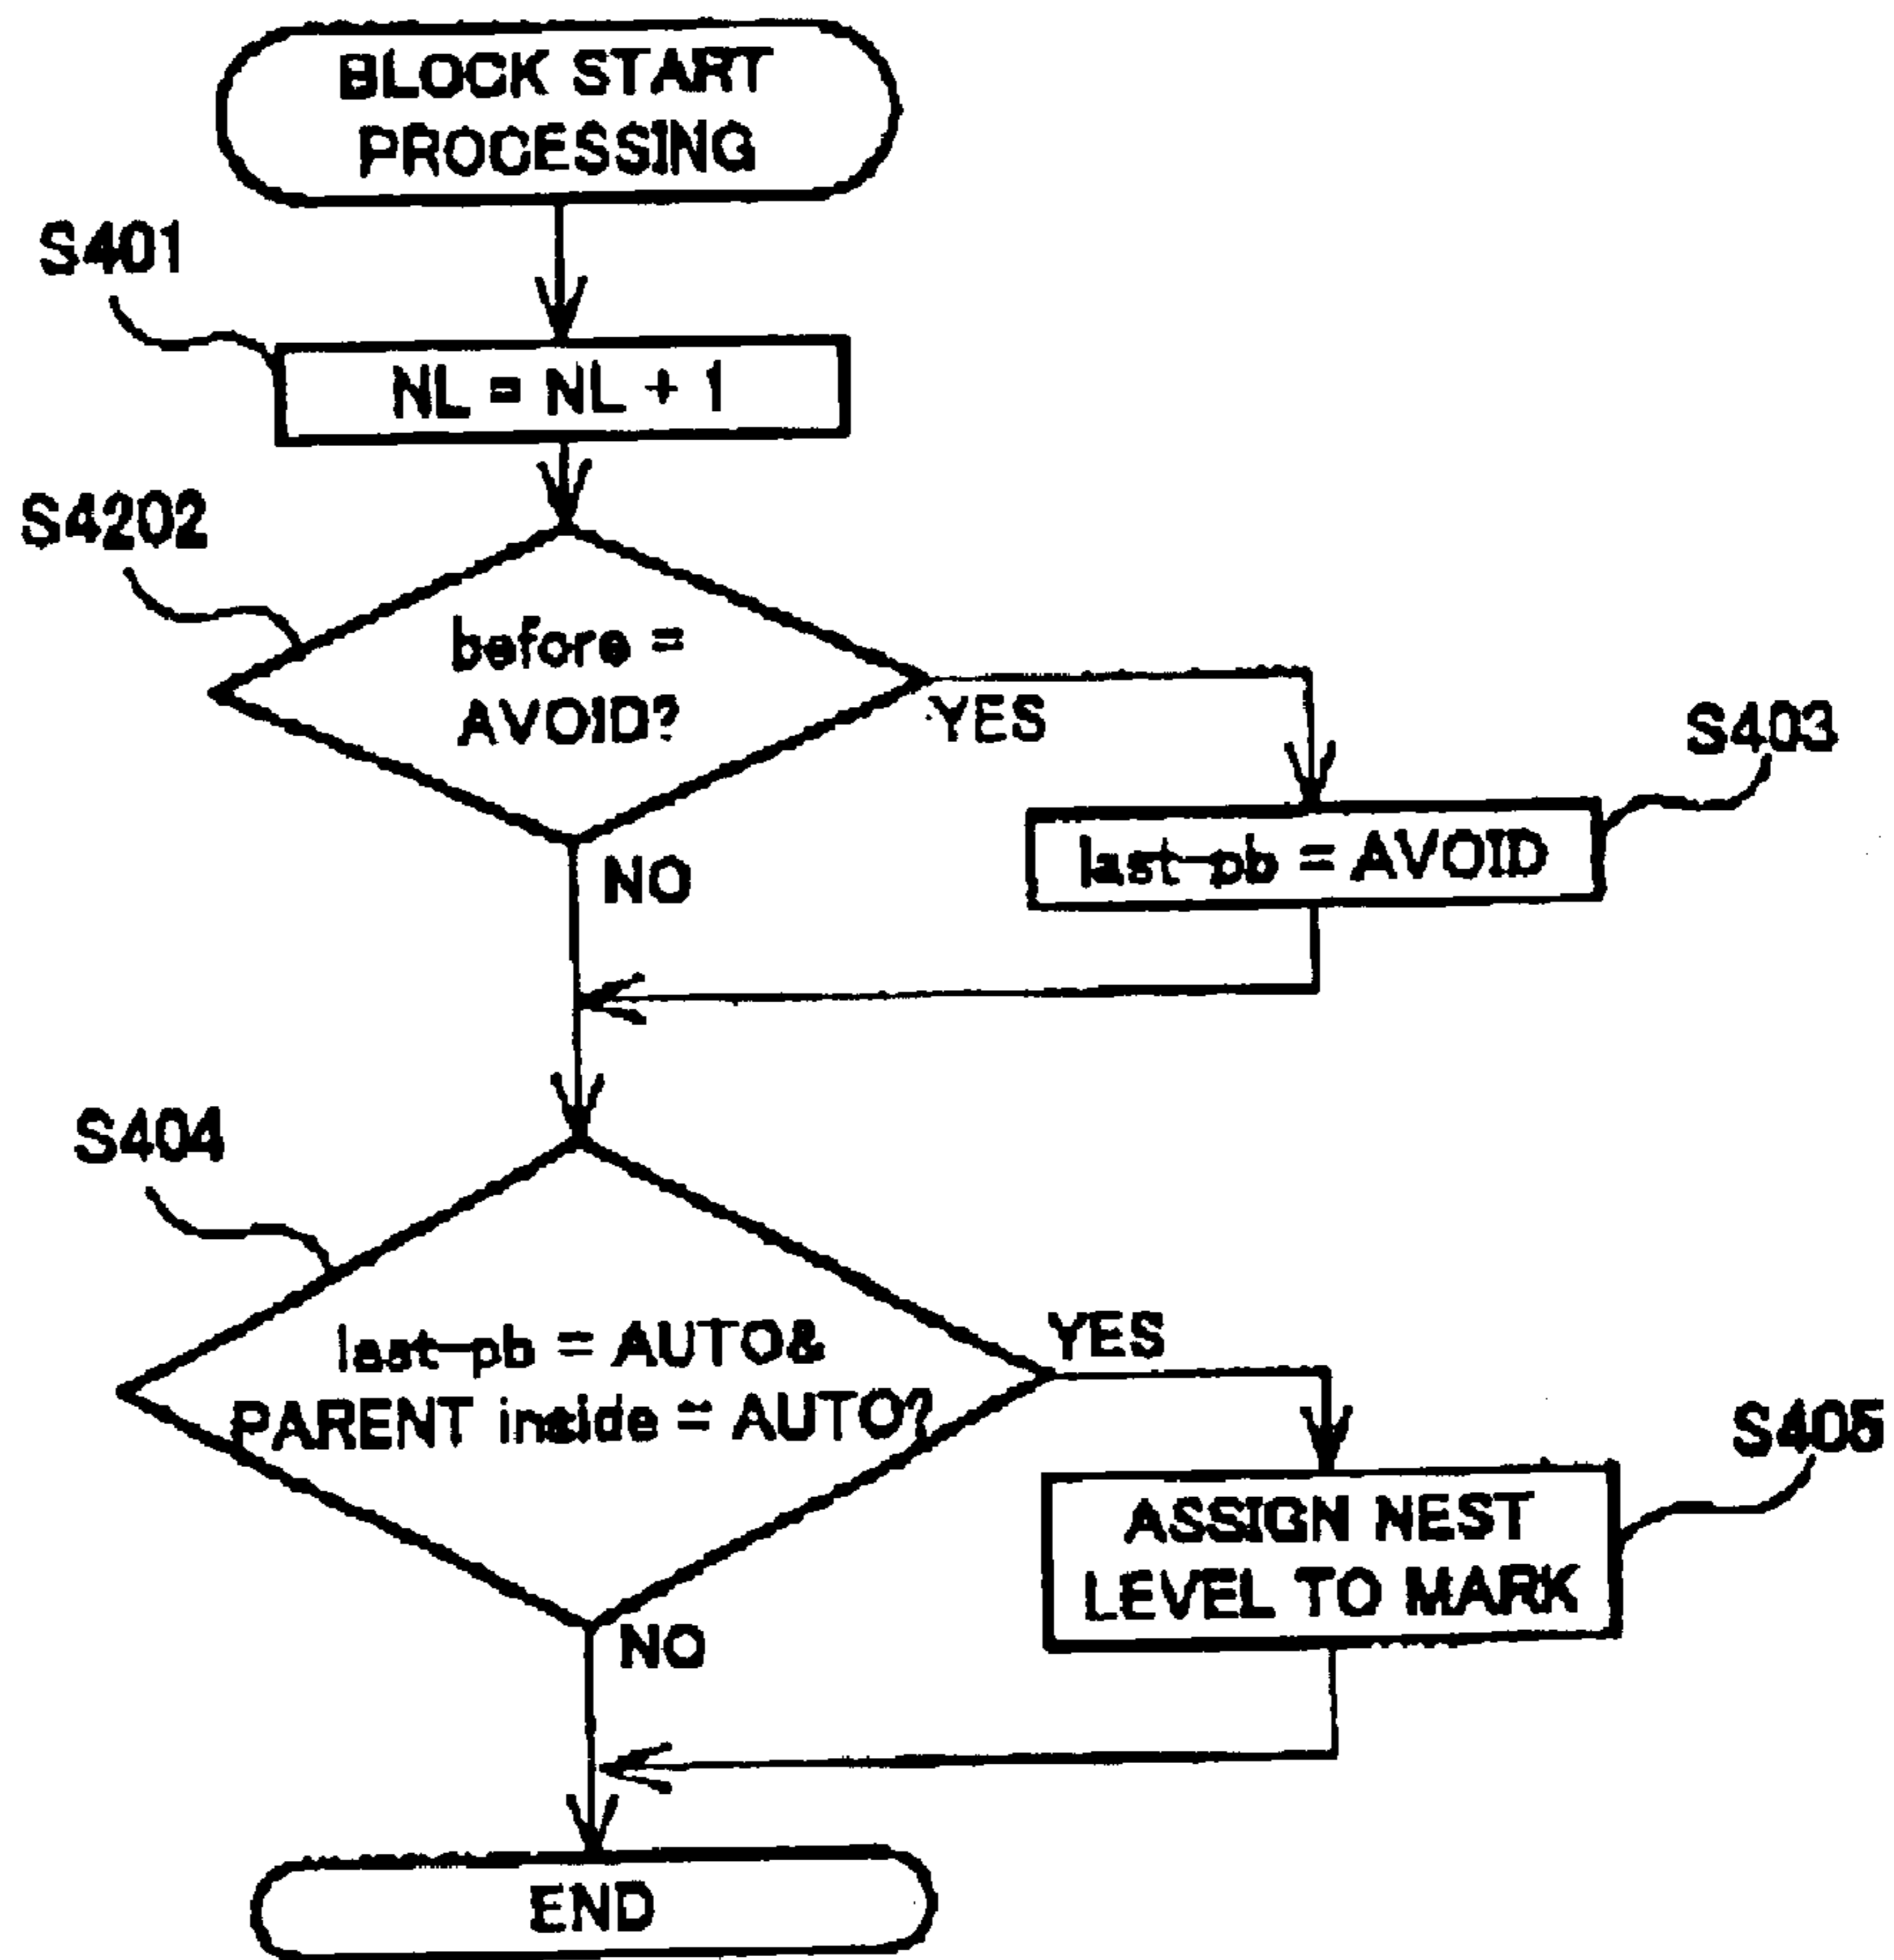 BLOCK START
PROCESSING
S401
NL = NL + 1
S4202
before =
AVOID?
YES
S403
last-pb = AVOID
NO
S404
last-pb = AUTO&
PARENT inside = AUTO?
YES
S405
ASSIGN NEST
LEVEL TO MARK
NO
END